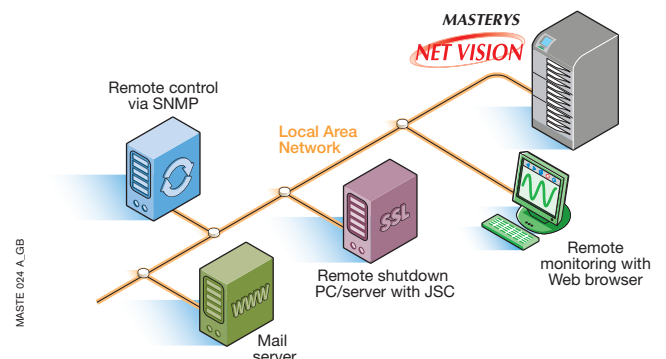 MASTERYS
NET VISION
Remote control
via SNMP
Local Area
Network
SSL
WWW
Remote shutdown
PC/server with JSC
Remote
monitoring with
Web browser
Mail
server
MASTE 024 A_GB